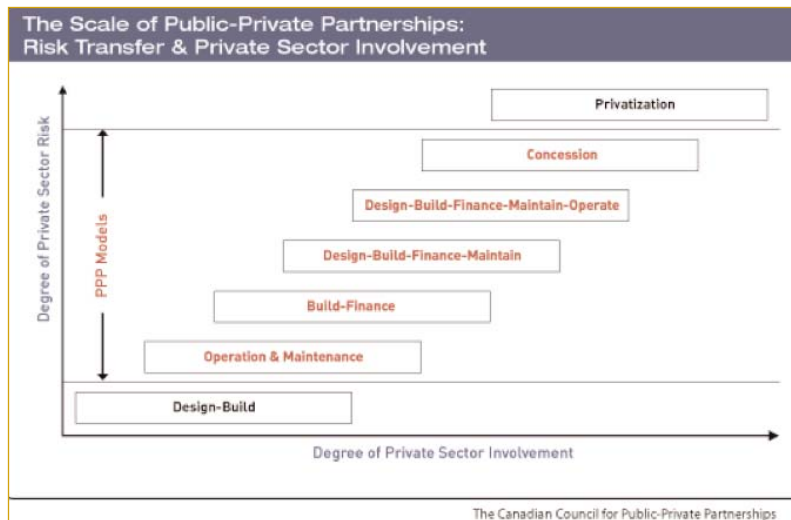 The Scale of Public-Private Partnerships:
Risk Transfer & Private Sector Involvement
Privatization
Concession
Design-Build-Finance-Maintain-Operate
Design-Build-Finance-Maintain
Build-Finance
Operation & Maintenance
Design-Build
PPP Models
Degree of Private Sector Risk
Degree of Private Sector Involvement
The Canadian Council for Public-Private Partnerships